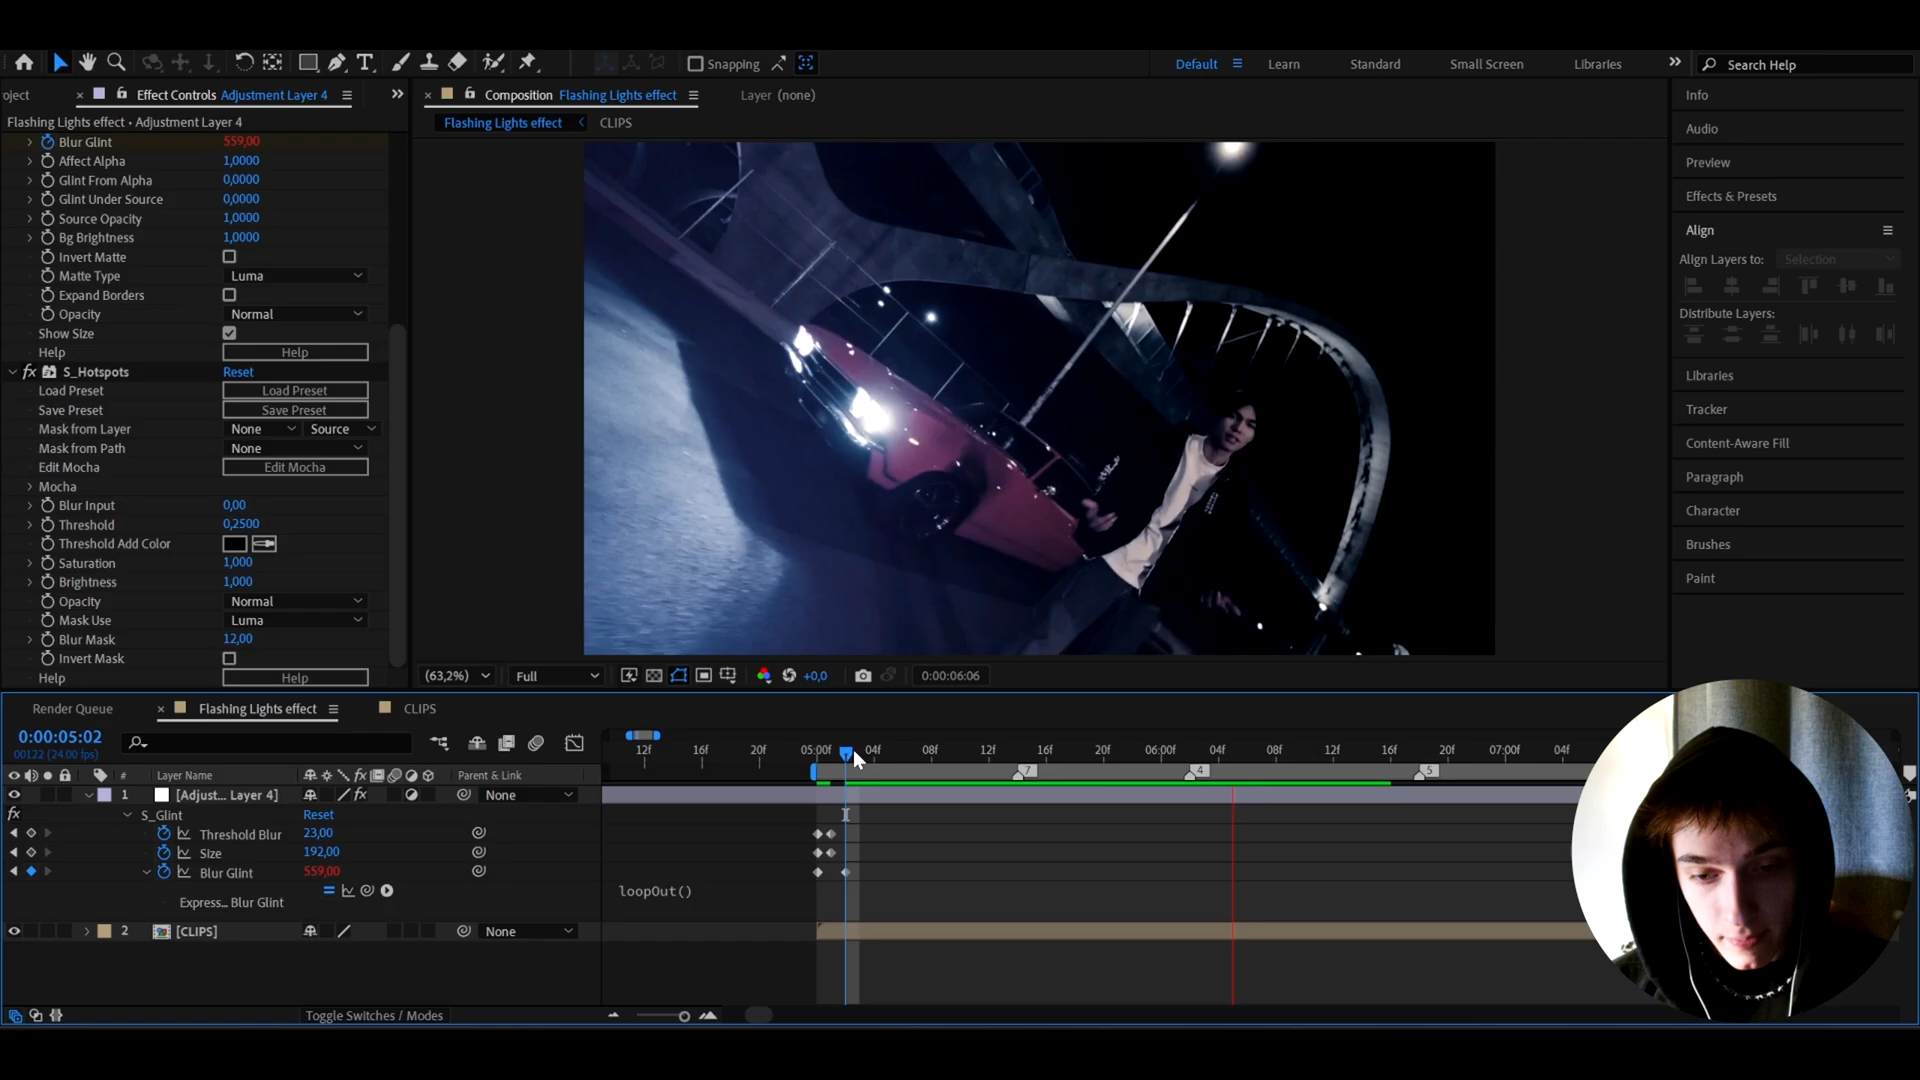 Snapping
Default
Learn
Standard
Small Screen
Libraries
Search Help
oject
Effect Controls Adjustment Layer 4
Composition Flashing Lights effect
Layer (none)
Info
Flashing Lights effect • Adjustment Layer 4
Flashing Lights effect
CLIPS
Audio
Preview
Effects & Presets
Align
Align Layers to:
Selection
Distribute Layers:
Libraries
Tracker
Content-Aware Fill
Paragraph
Character
Brushes
Paint
Blur Glint 559,00
Affect Alpha 1,0000
Glint From Alpha 0,0000
Glint Under Source 0,0000
Source Opacity 1,0000
Bg Brightness 1,0000
Invert Matte
Matte Type Luma
Expand Borders
Opacity Normal
Show Size
Help Help
fx S_Hotspots Reset
Load Preset Load Preset
Save Preset Save Preset
Mask from Layer None Source
Mask from Path None
Edit Mocha Edit Mocha
Mocha
Blur Input 0,00
Threshold 0,2500
Threshold Add Color
Saturation 1,000
Brightness 1,000
Opacity Normal
Mask Use Luma
Blur Mask 12,00
Invert Mask
Help Help
(63,2%) Full +0,0 0:00:06:06
Render Queue
Flashing Lights effect
CLIPS
0:00:05:02
00122 (24.00 fps)
12f 16f 20f 05:00f 04f 08f 12f 16f 20f 06:00f 04f 08f 12f 16f 20f 07:00f 04f
7 4 5
# Layer Name fx Parent & Link
1 [Adjust... Layer 4] fx None
fx S_Glint Reset
Threshold Blur 23,00
Size 192,00
Blur Glint 559,00
loopOut()
Express... Blur Glint
2 [CLIPS] None
Toggle Switches / Modes